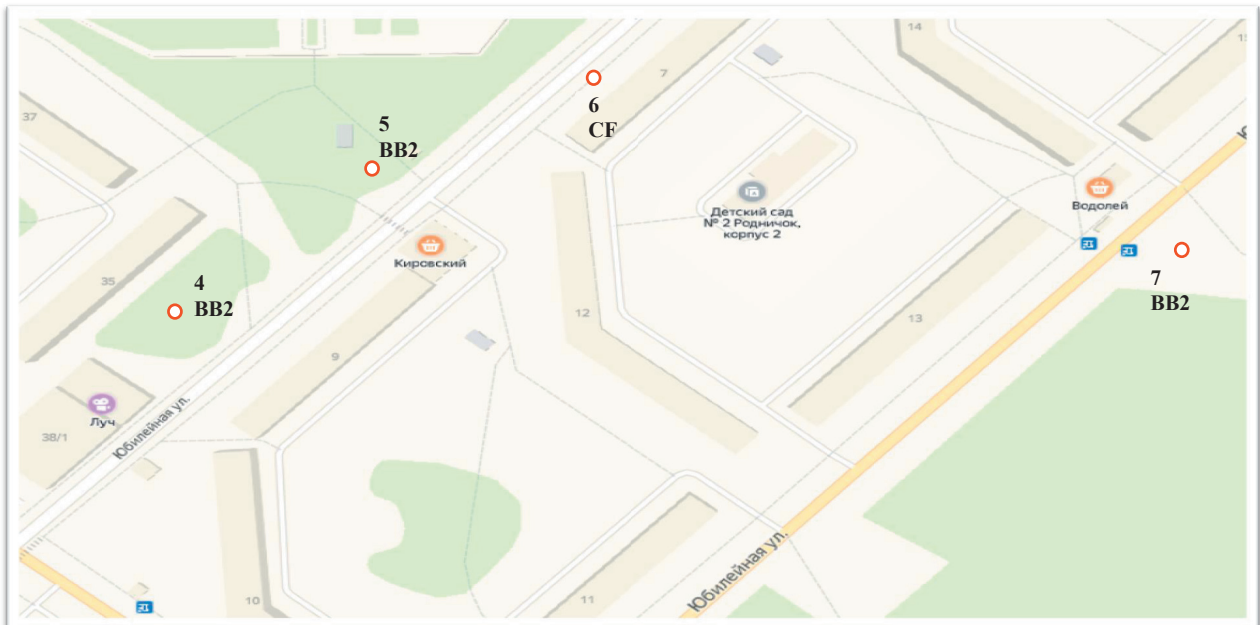 14
7
37
5
BB2
6
CF
Водолей
Детский сад
№ 2 Родничок,
корпус 2
Кировский
35
4
BB2
7
BB2
12
13
9
Луч
38/1
Юбилейная ул.
Юбилейная ул.
10
11